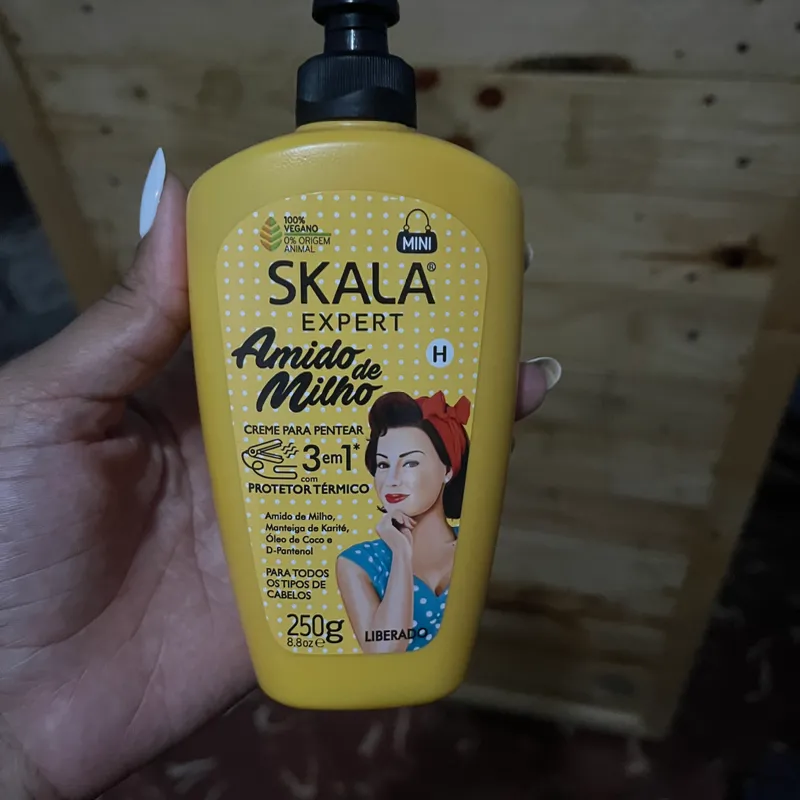 100%
VEGANO
0% ORIGEM
ANIMAL
MINI
SKALA®
EXPERT
Amido de
Milho
H
CREME PARA PENTEAR
3 em 1*
com
PROTETOR TÉRMICO
Amido de Milho,
Manteiga de Karité,
Óleo de Coco e
D-Pantenol
PARA TODOS
OS TIPOS DE
CABELOS
250g
8.8oz ℮
LIBERADO